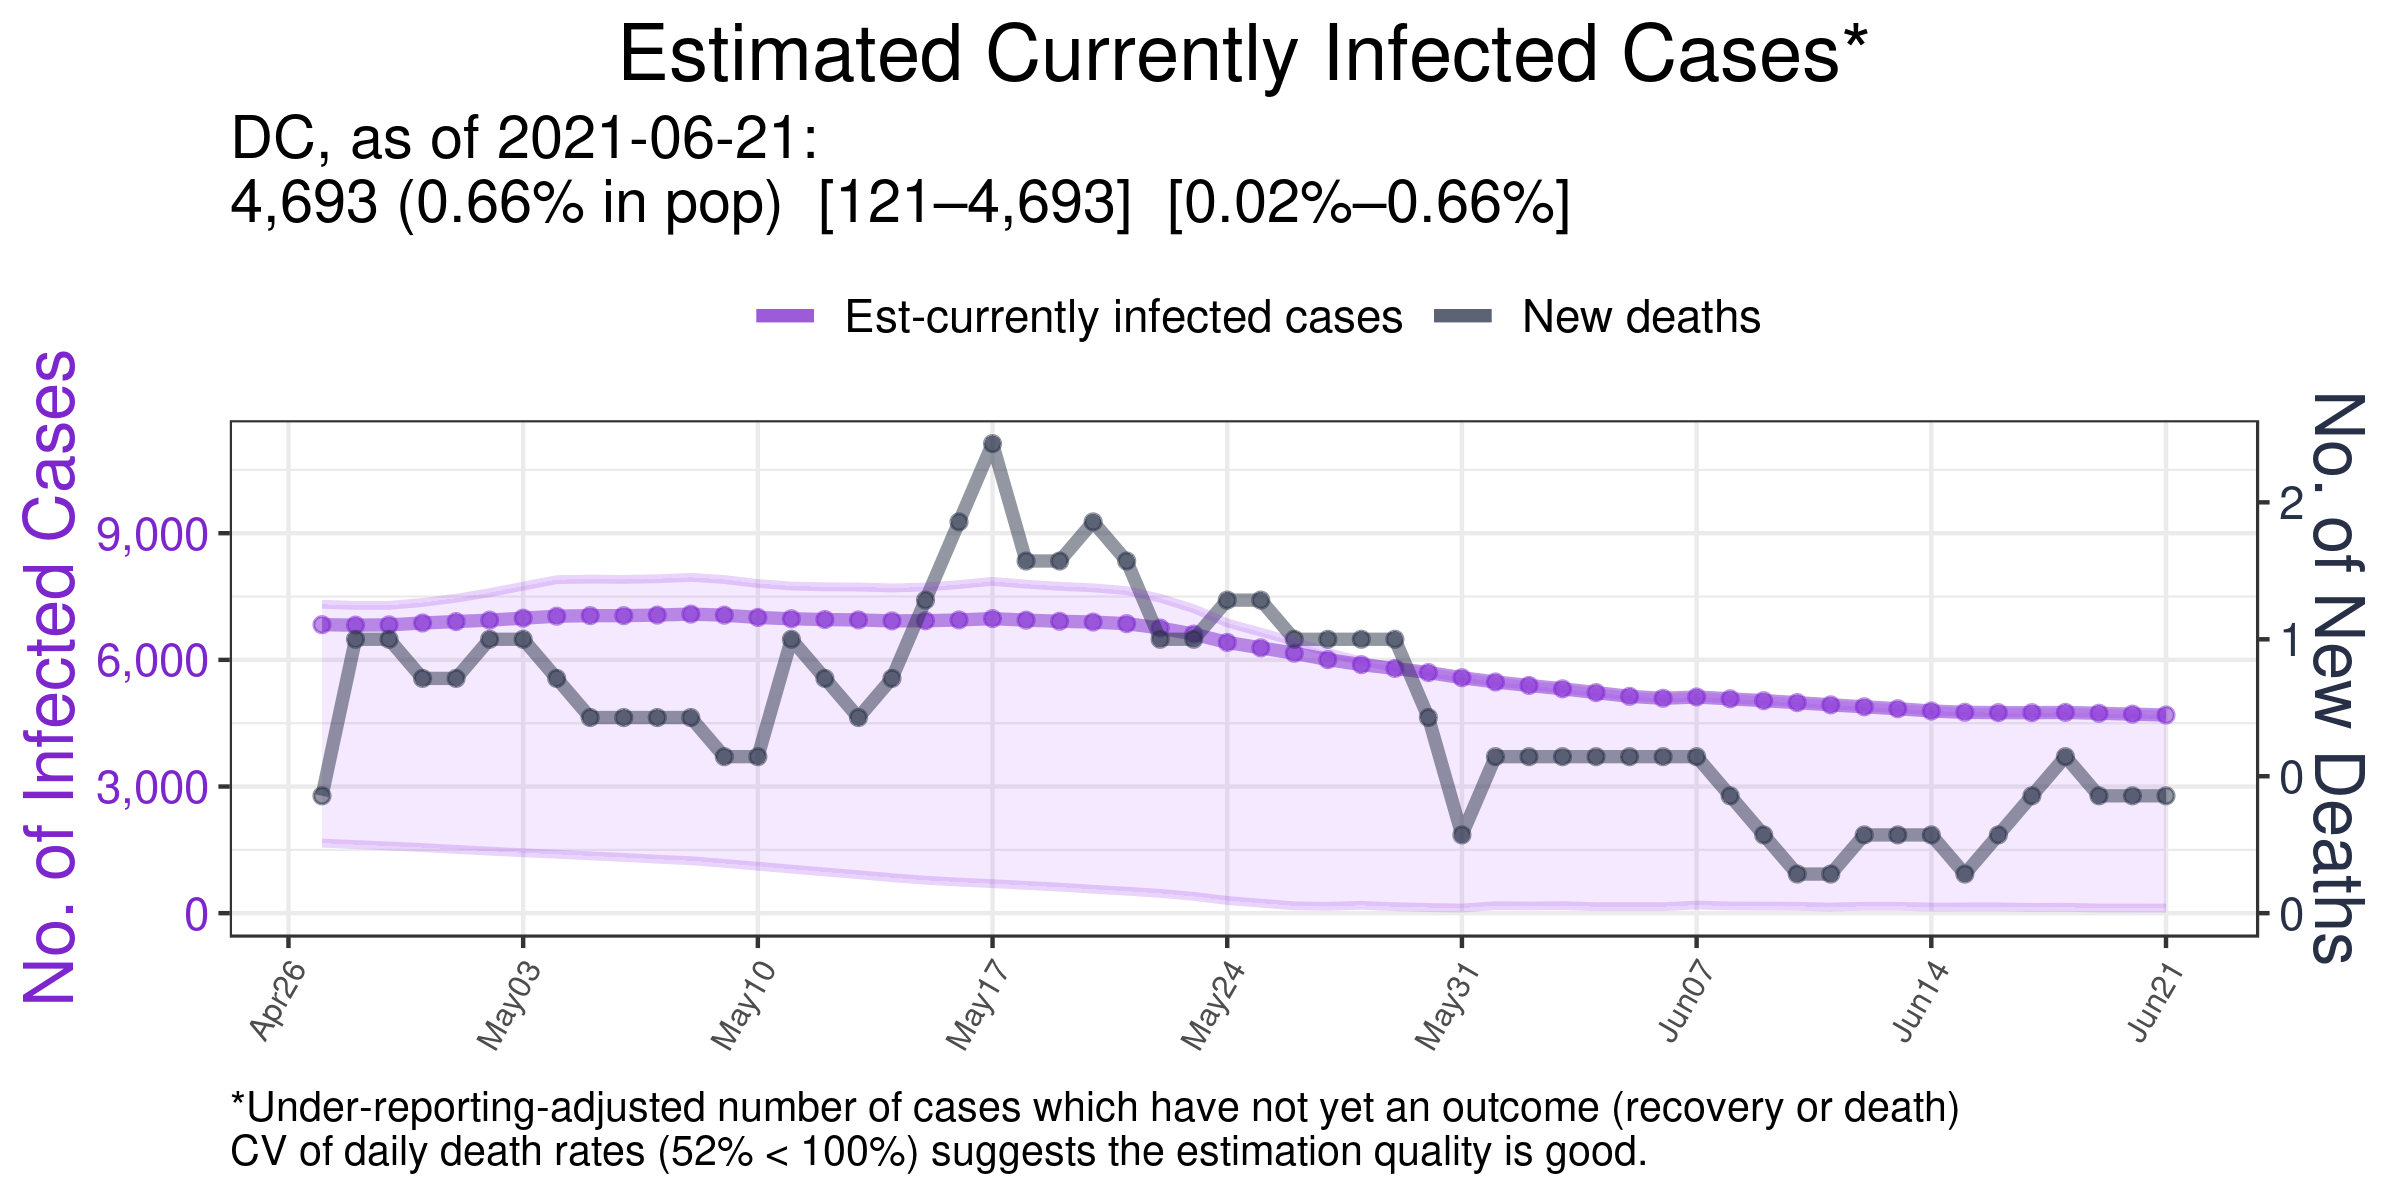 Estimated Currently Infected Cases*
DC, as of 2021-06-21:
4,693 (0.66% in pop) [121–4,693] [0.02%–0.66%]
Est-currently infected cases
New deaths
No. of Infected Cases
9,000
6,000
3,000
0
No. of New Deaths
2
1
0
0
Apr26
May03
May10
May17
May24
May31
Jun07
Jun14
Jun21
*Under-reporting-adjusted number of cases which have not yet an outcome (recovery or death)
CV of daily death rates (52% < 100%) suggests the estimation quality is good.